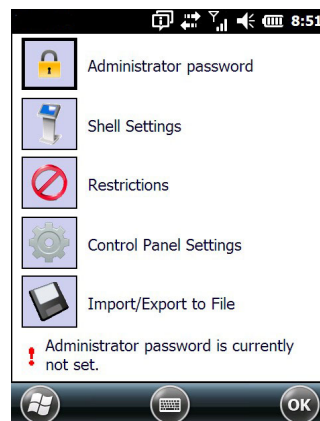 8:51
Administrator password
Shell Settings
Restrictions
Control Panel Settings
Import/Export to File
Administrator password is currently
not set.
OK